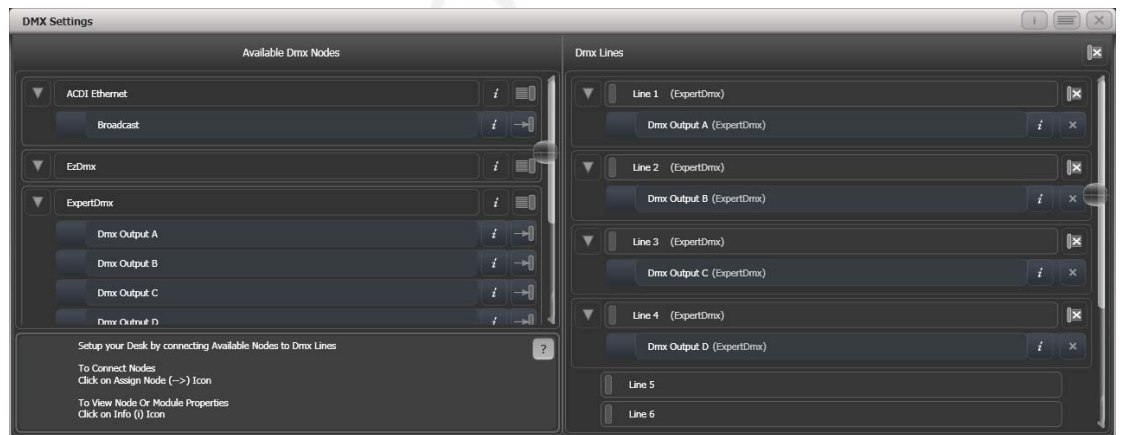 DMX Settings
i
Available Dmx Nodes
ACDI Ethernet
i
Broadcast
i
EzDmx
i
ExpertDmx
i
Dmx Output A
i
Dmx Output B
i
Dmx Output C
i
Dmx Output D
i
Setup your Desk by connecting Available Nodes to Dmx Lines
?
To Connect Nodes
Click on Assign Node (-->) Icon
To View Node Or Module Properties
Click on Info (i) Icon
Dmx Lines
Line 1 (ExpertDmx)
Dmx Output A (ExpertDmx)
i
Line 2 (ExpertDmx)
Dmx Output B (ExpertDmx)
i
Line 3 (ExpertDmx)
Dmx Output C (ExpertDmx)
i
Line 4 (ExpertDmx)
Dmx Output D (ExpertDmx)
i
Line 5
Line 6